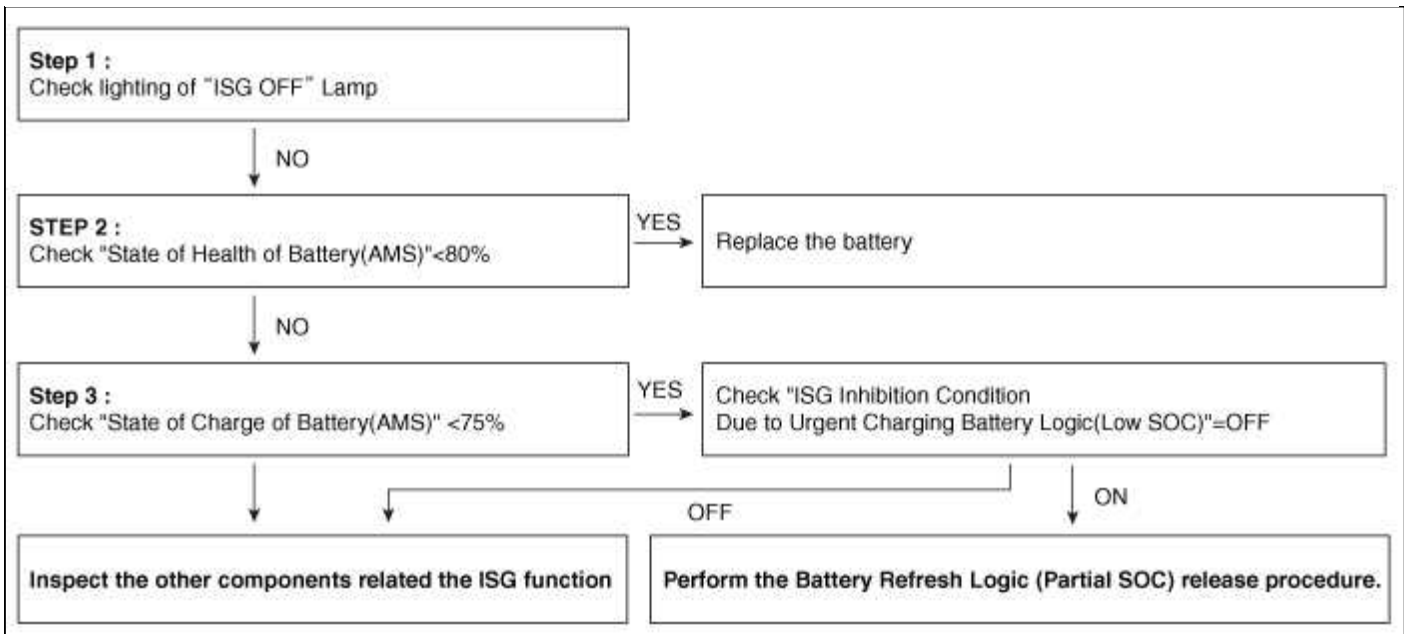 Step 1 :
Check lighting of “ISG OFF” Lamp
NO
STEP 2 :
Check "State of Health of Battery(AMS)"<80%
YES
Replace the battery
NO
Step 3 :
Check "State of Charge of Battery(AMS)" <75%
YES
Check "ISG Inhibition Condition
Due to Urgent Charging Battery Logic(Low SOC)"=OFF
OFF
ON
Inspect the other components related the ISG function
Perform the Battery Refresh Logic (Partial SOC) release procedure.